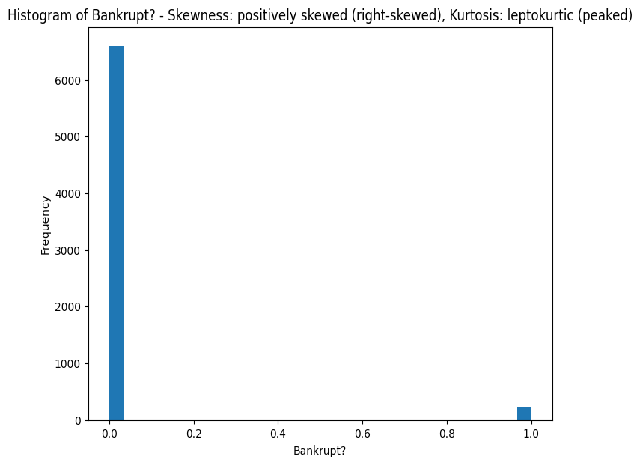 Histogram of Bankrupt? - Skewness: positively skewed (right-skewed), Kurtosis: leptokurtic (peaked)
6000
5000
4000
3000
2000
1000
0
Frequency
0.0 0.2 0.4 0.6 0.8 1.0
Bankrupt?